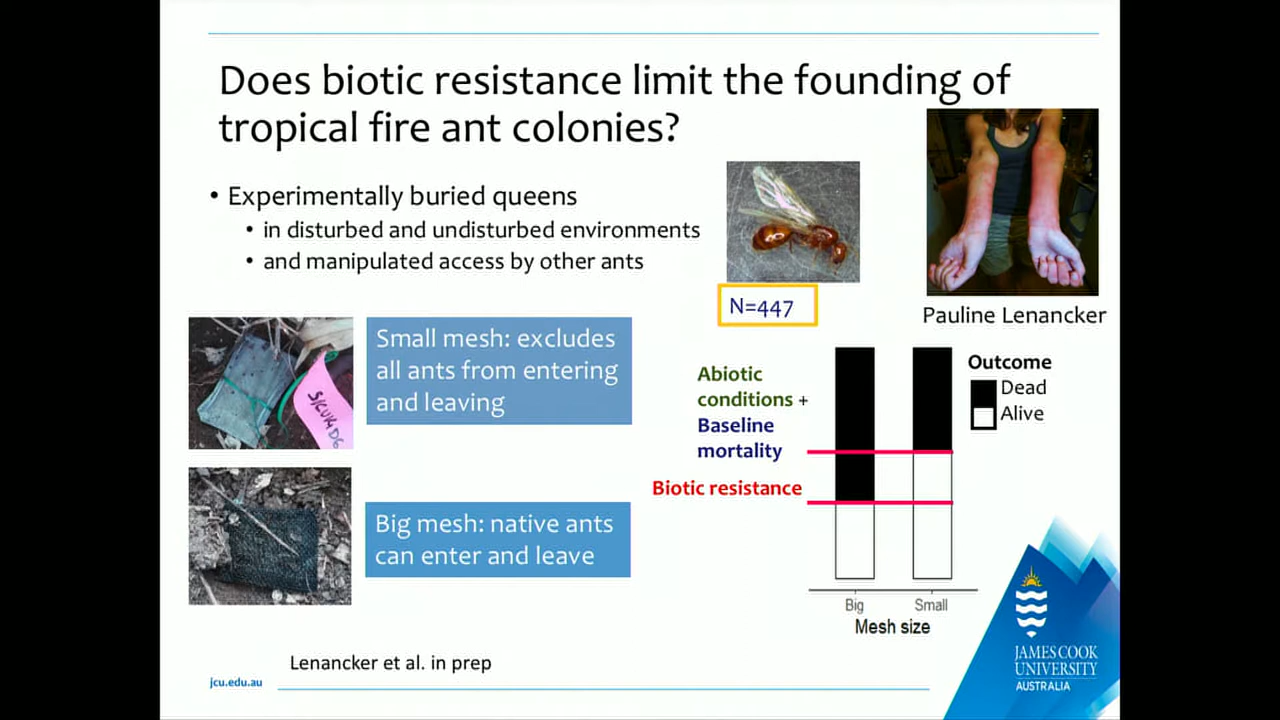 Does biotic resistance limit the founding of
tropical fire ant colonies?
• Experimentally buried queens
• in disturbed and undisturbed environments
• and manipulated access by other ants
N=447
Pauline Lenancker
Small mesh: excludes
all ants from entering
and leaving
Big mesh: native ants
can enter and leave
Abiotic
conditions +
Baseline
mortality
Biotic resistance
Outcome
Dead
Alive
Big Small
Mesh size
Lenancker et al. in prep
jcu.edu.au
JAMES COOK
UNIVERSITY
AUSTRALIA